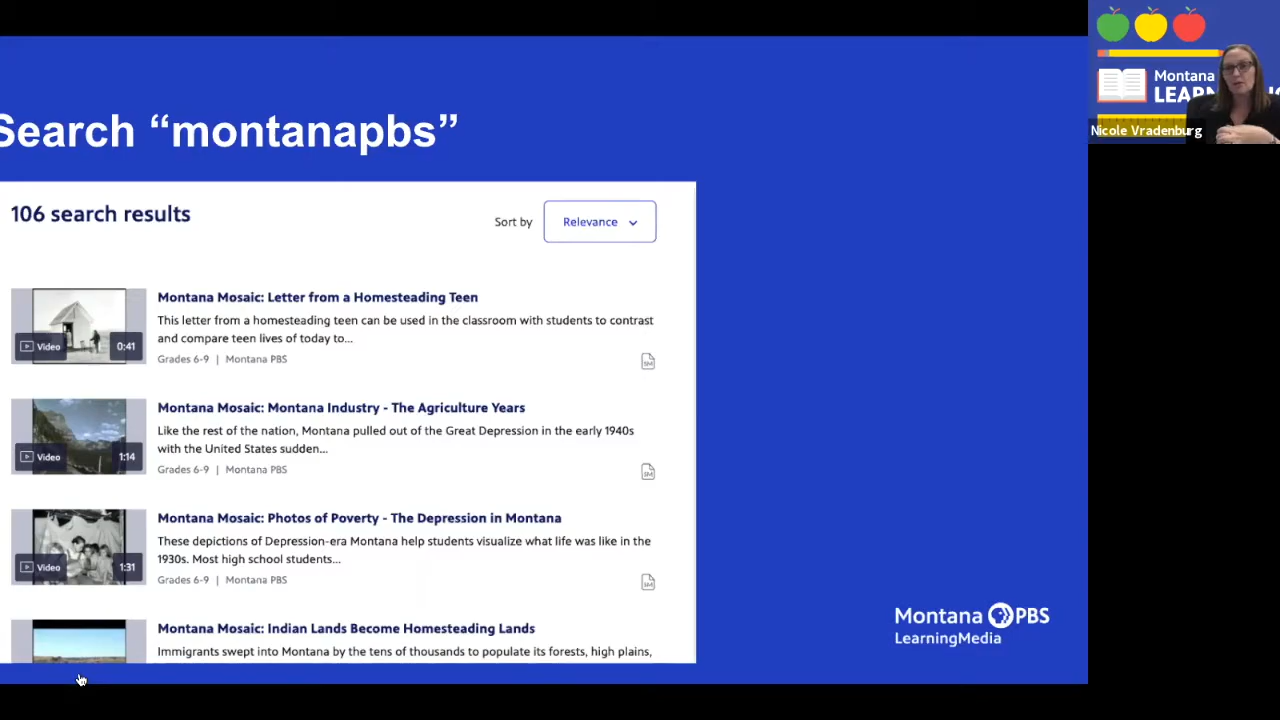 Search “montanapbs”
106 search results
Sort by
Relevance
Montana Mosaic: Letter from a Homesteading Teen
This letter from a homesteading teen can be used in the classroom with students to contrast
and compare teen lives of today to...
Video 0:41
Grades 6-9 | Montana PBS
Montana Mosaic: Montana Industry - The Agriculture Years
Like the rest of the nation, Montana pulled out of the Great Depression in the early 1940s
with the United States sudden...
Video 1:14
Grades 6-9 | Montana PBS
Montana Mosaic: Photos of Poverty - The Depression in Montana
These depictions of Depression-era Montana help students visualize what life was like in the
1930s. Most high school students...
Video 1:31
Grades 6-9 | Montana PBS
Montana Mosaic: Indian Lands Become Homesteading Lands
Immigrants swept into Montana by the tens of thousands to populate its forests, high plains,
Montana PBS
LearningMedia
Montana
Nicole Vradenburg